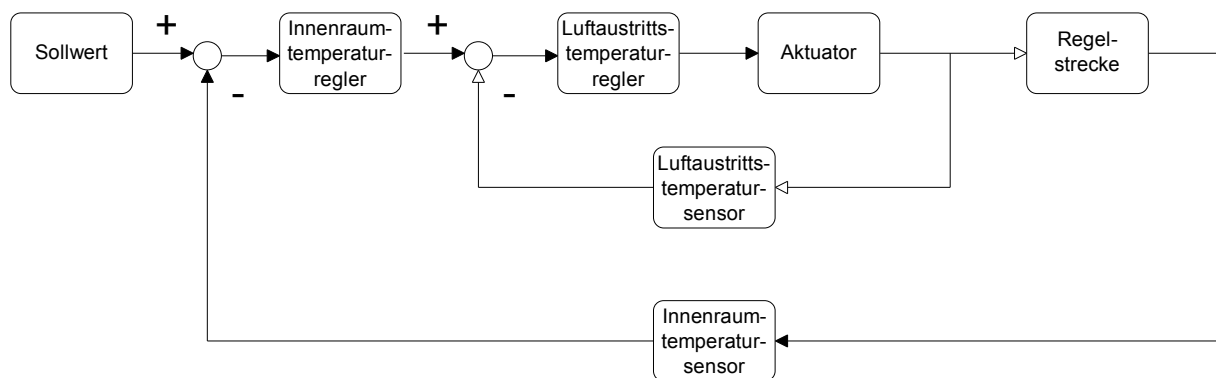 Sollwert
+
-
Innenraum-
temperatur-
regler
+
-
Luftaustritts-
temperatur-
regler
Aktuator
Regel-
strecke
Luftaustritts-
temperatur-
sensor
Innenraum-
temperatur-
sensor